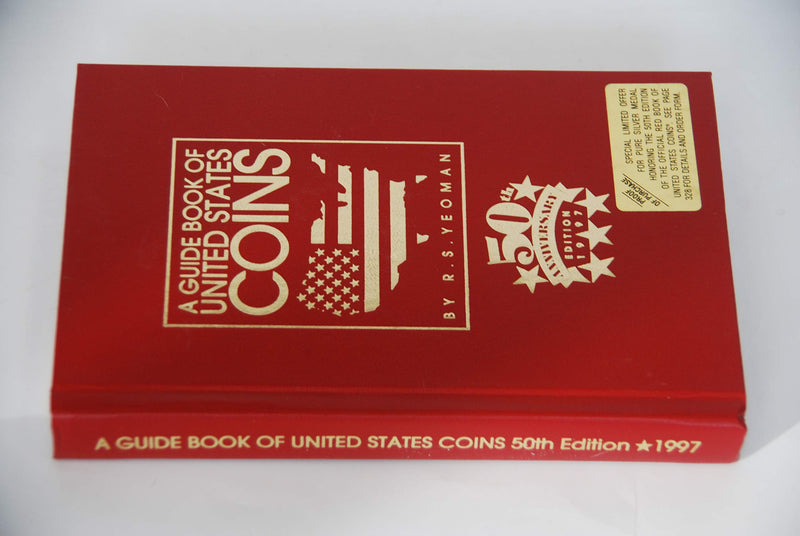 A GUIDE BOOK OF
UNITED STATES
COINS
BY R.S. YEOMAN
50th
ANNIVERSARY
EDITION
1997
SPECIAL LIMITED OFFER
FOR PURE SILVER MEDAL
HONORING THE 50TH EDITION
OF THE OFFICIAL RED BOOK OF
UNITED STATES COINS. SEE PAGE
328 FOR DETAILS AND ORDER FORM.
PROOF
OF PURCHASE
A GUIDE BOOK OF UNITED STATES COINS 50th Edition ★ 1997